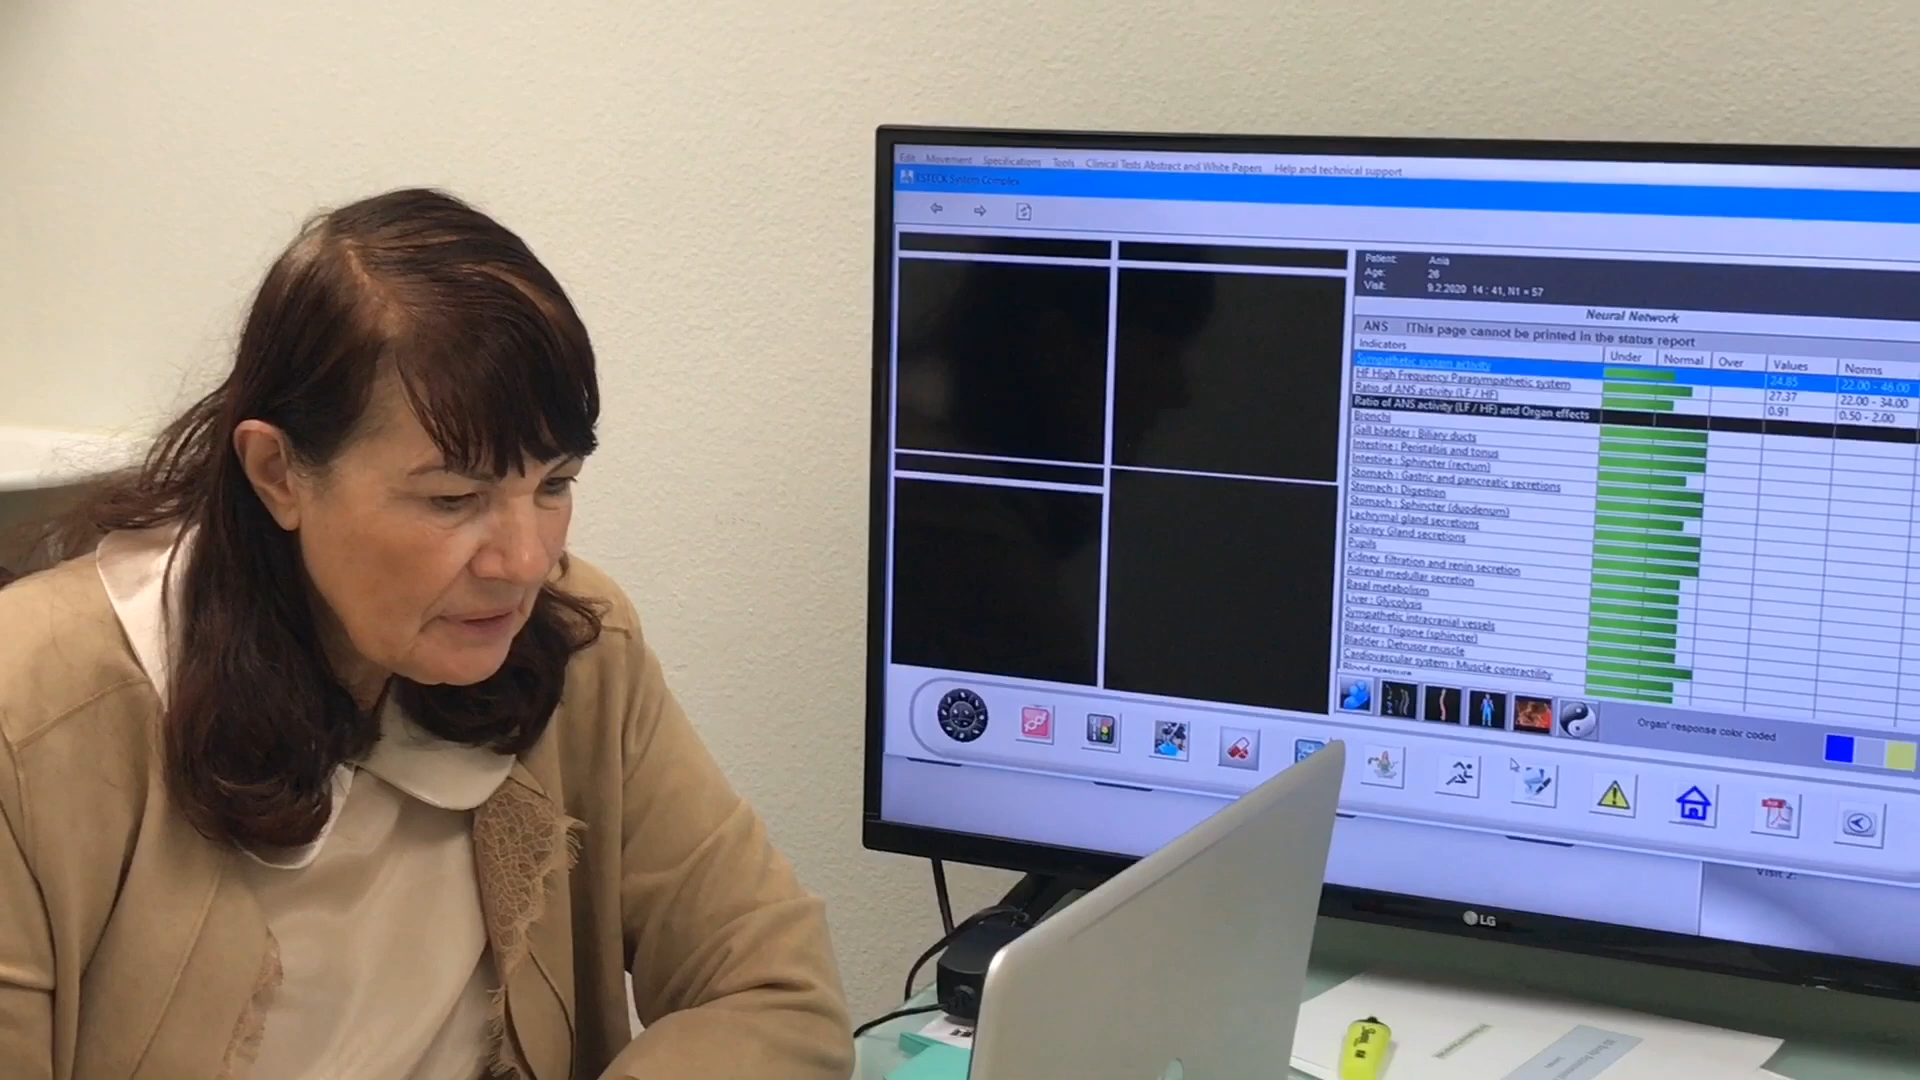 Edit Movement Specifications Tools Clinical Tests Abstract and White Papers Help and technical support
ESTECK System Complex
Patient: Ania
Age: 26
Visit: 9.2.2020 14 : 41, N1 = 57
Neural Network
ANS !This page cannot be printed in the status report
Indicators Under Normal Over Values Norms
Sympathetic system activity 24.85 22.00 - 46.00
HF High Frequency Parasympathetic system 27.37 22.00 - 34.00
Ratio of ANS activity (LF / HF) 0.91 0.50 - 2.00
Ratio of ANS activity (LF / HF) and Organ effects
Bronchi
Gall bladder : Biliary ducts
Intestine : Peristalsis and tonus
Intestine : Sphincter (rectum)
Stomach : Gastric and pancreatic secretions
Stomach : Digestion
Stomach : Sphincter (duodenum)
Lachrymal gland secretions
Salivary Gland secretions
Pupils
Kidney filtration and renin secretion
Adrenal medullar secretion
Basal metabolism
Liver : Glycolysis
Sympathetic intracranial vessels
Bladder : Trigone (sphincter)
Bladder : Detrusor muscle
Cardiovascular system : Muscle contractility
Blood pressure
Organ' response color coded
Visit 2:
LG